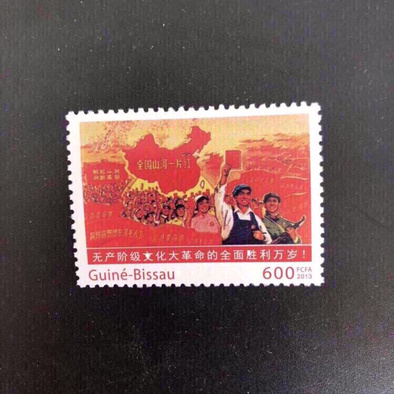 全国山河一片红
无产阶级文化大革命的全面胜利万岁!
Guiné-Bissau
600 FCFA
2013